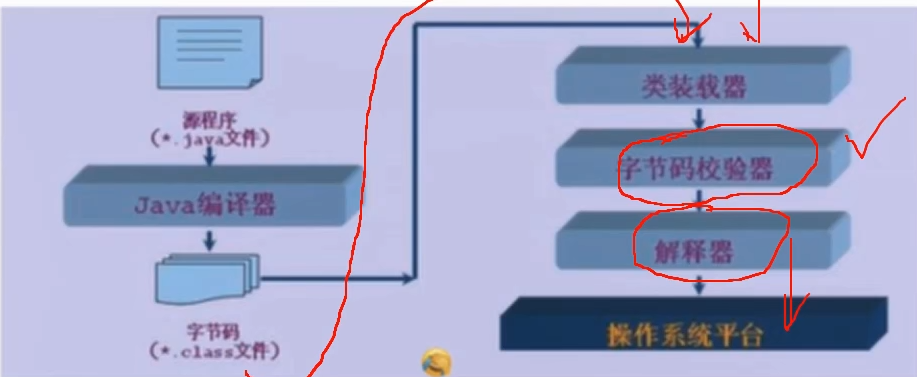 源程序
(*.java文件)
Java编译器
字节码
(*.class文件)
类装载器
字节码校验器
解释器
操作系统平台